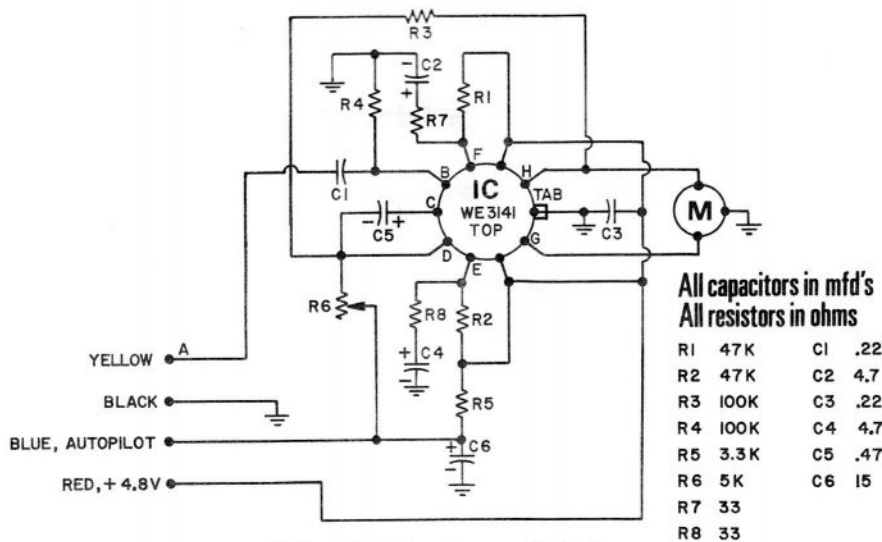 R3
C2
R4
R7
R1
F
B
H
IC
TAB
C1
C
WE3141
TOP
C5
C3
M
D
G
E
R6
R8
R2
C4
R5
C6
YELLOW
A
BLACK
BLUE, AUTOPILOT
RED,+ 4.8V
All capacitors in mfd's
All resistors in ohms
R1 47K C1 .22
R2 47K C2 4.7
R3 100K C3 .22
R4 100K C4 4.7
R5 3.3K C5 .47
R6 5K C6 15
R7 33
R8 33